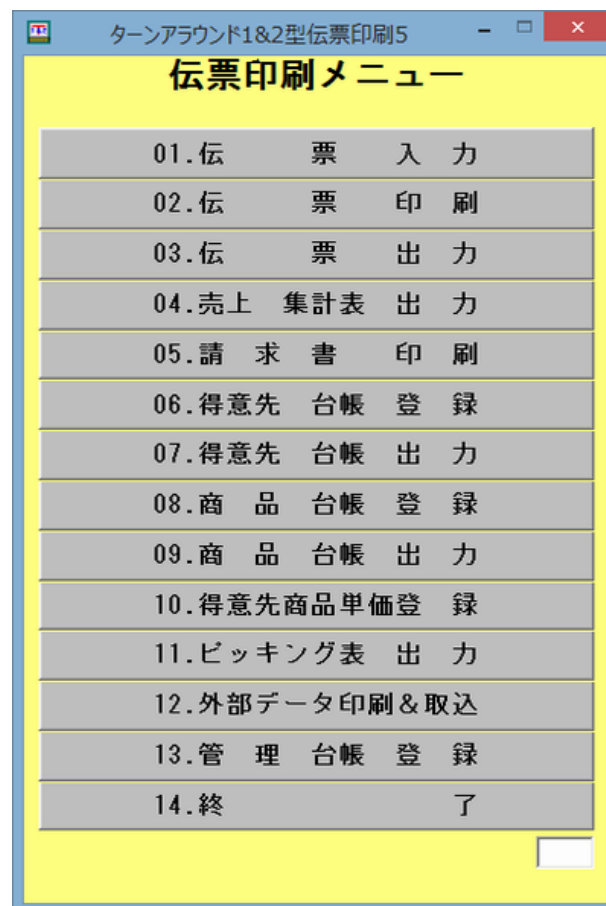 ターンアラウンド1&2型伝票印刷5
伝票印刷メニュー
01.伝　　票　入　力
02.伝　　票　印　刷
03.伝　　票　出　力
04.売上　集計表　出　力
05.請　求　書　印　刷
06.得意先　台帳　登　録
07.得意先　台帳　出　力
08.商　品　台帳　登　録
09.商　品　台帳　出　力
10.得意先商品単価登　録
11.ピッキング表　出　力
12.外部データ印刷＆取込
13.管　理　台帳　登　録
14.終　　　　　了